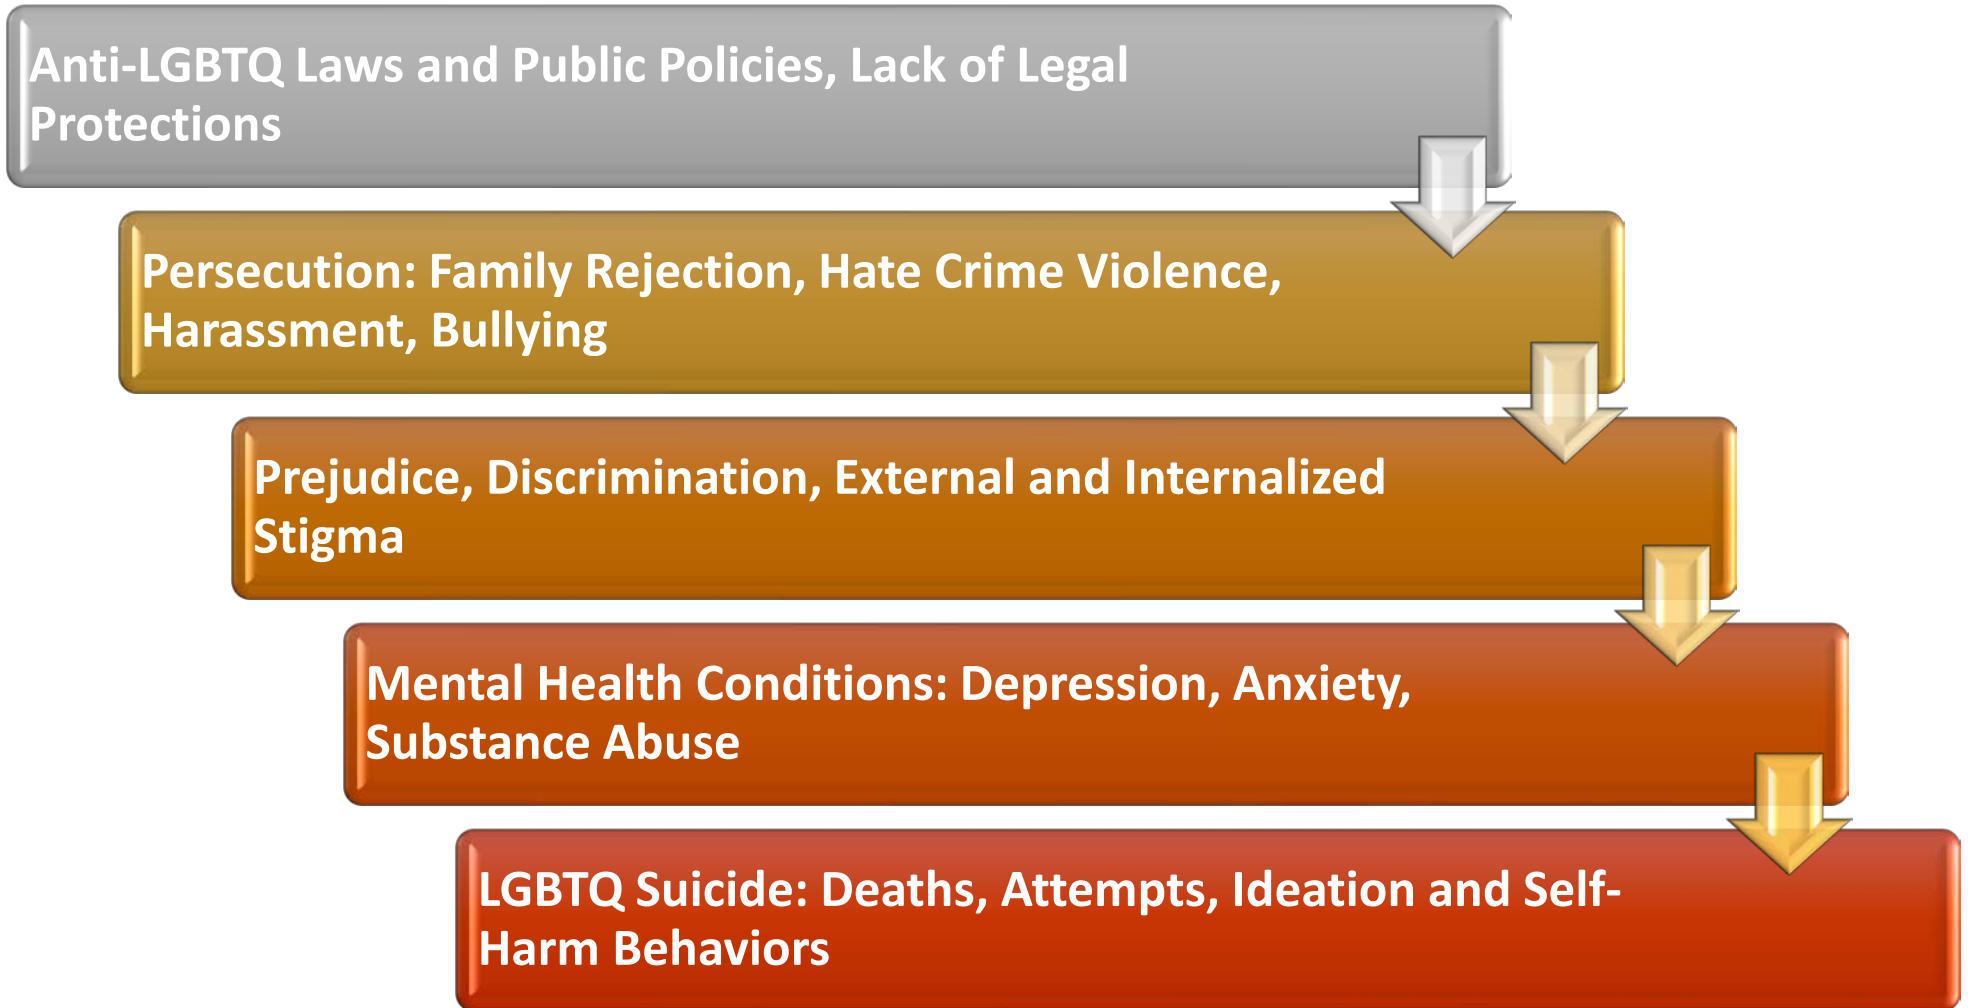 Anti-LGBTQ Laws and Public Policies, Lack of Legal
Protections
Persecution: Family Rejection, Hate Crime Violence,
Harassment, Bullying
Prejudice, Discrimination, External and Internalized
Stigma
Mental Health Conditions: Depression, Anxiety,
Substance Abuse
LGBTQ Suicide: Deaths, Attempts, Ideation and Self-
Harm Behaviors